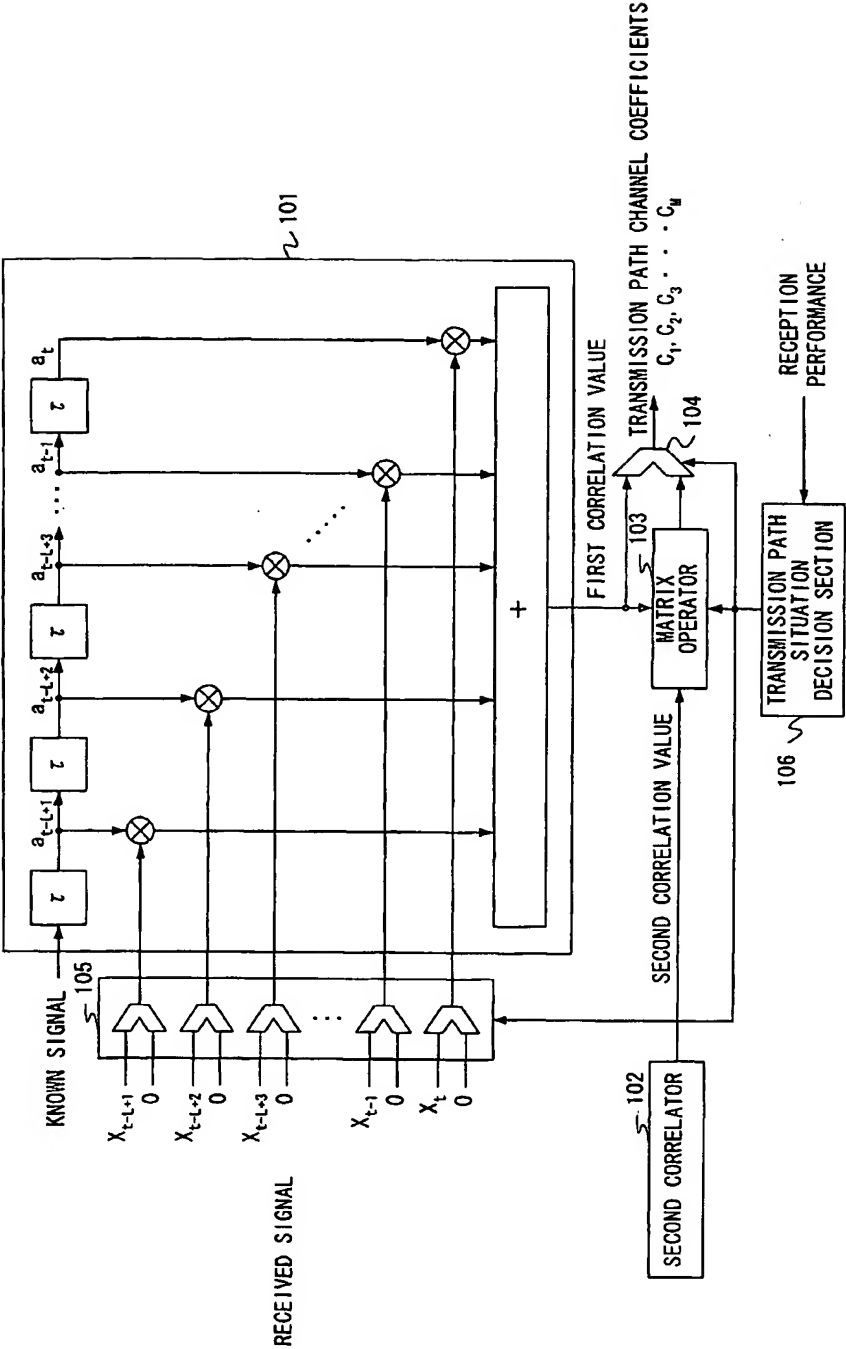 101
τ
τ
τ
τ
a_{t-L+1}
a_{t-L+2}
a_{t-L+3}
...
a_{t-1}
a_t
KNOWN SIGNAL
105
RECEIVED SIGNAL
X_{t-L+1}
0
X_{t-L+2}
0
X_{t-L+3}
0
...
X_{t-1}
0
X_t
0
.....
+
FIRST CORRELATION VALUE
TRANSMISSION PATH CHANNEL COEFFICIENTS
C_1, C_2, C_3 · · · C_M
104
103
MATRIX
OPERATOR
SECOND CORRELATION VALUE
102
SECOND CORRELATOR
106
TRANSMISSION PATH
SITUATION
DECISION SECTION
RECEPTION
PERFORMANCE